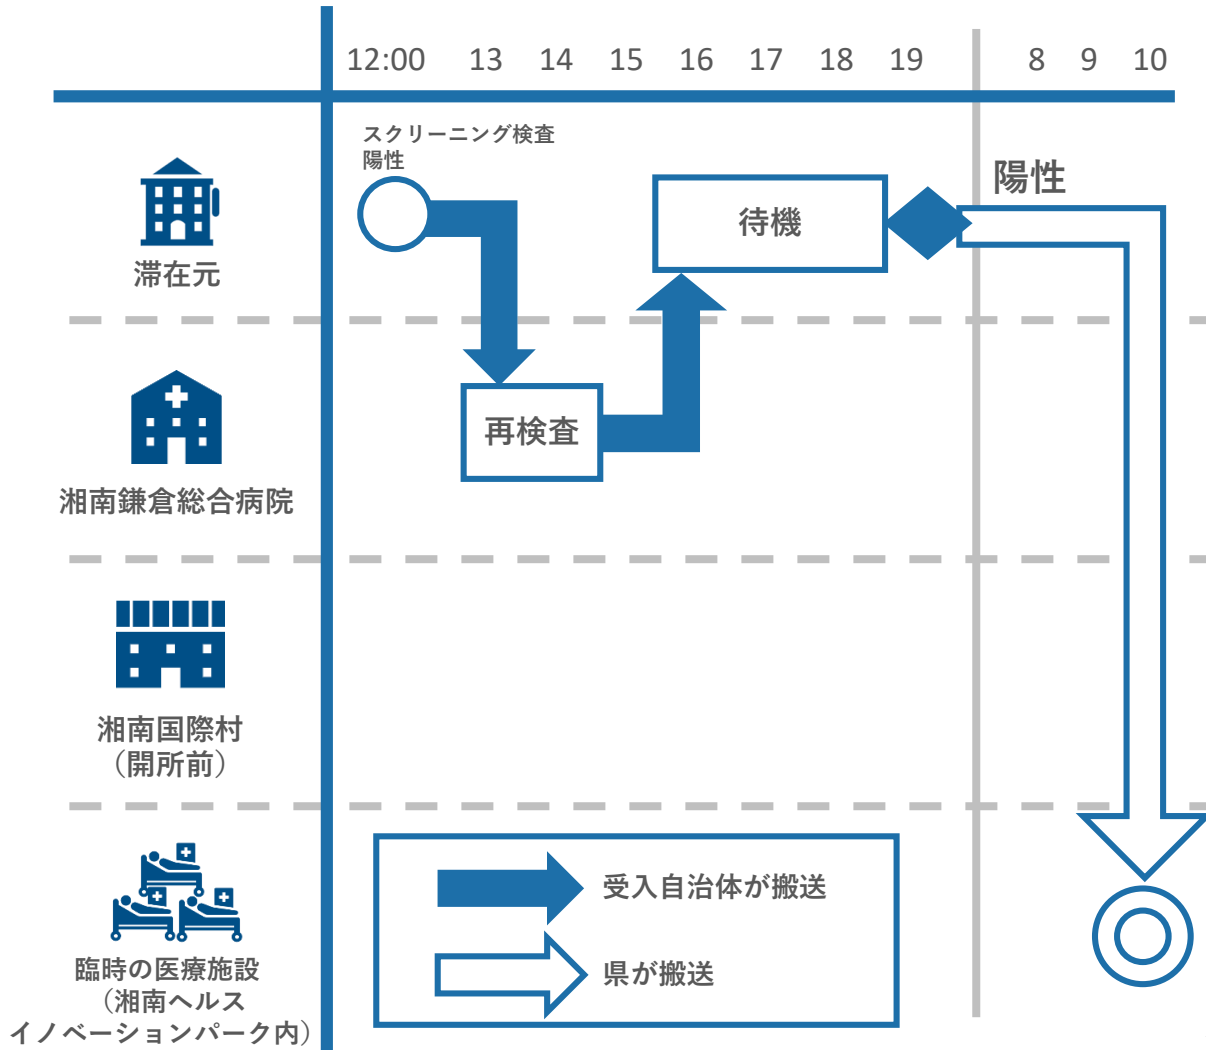 12:00 13 14 15 16 17 18 19 8 9 10
スクリーニング検査
陽性
陽性
待機
滞在元
再検査
湘南鎌倉総合病院
湘南国際村
（開所前）
受入自治体が搬送
県が搬送
臨時の医療施設
（湘南ヘルス
イノベーションパーク内）